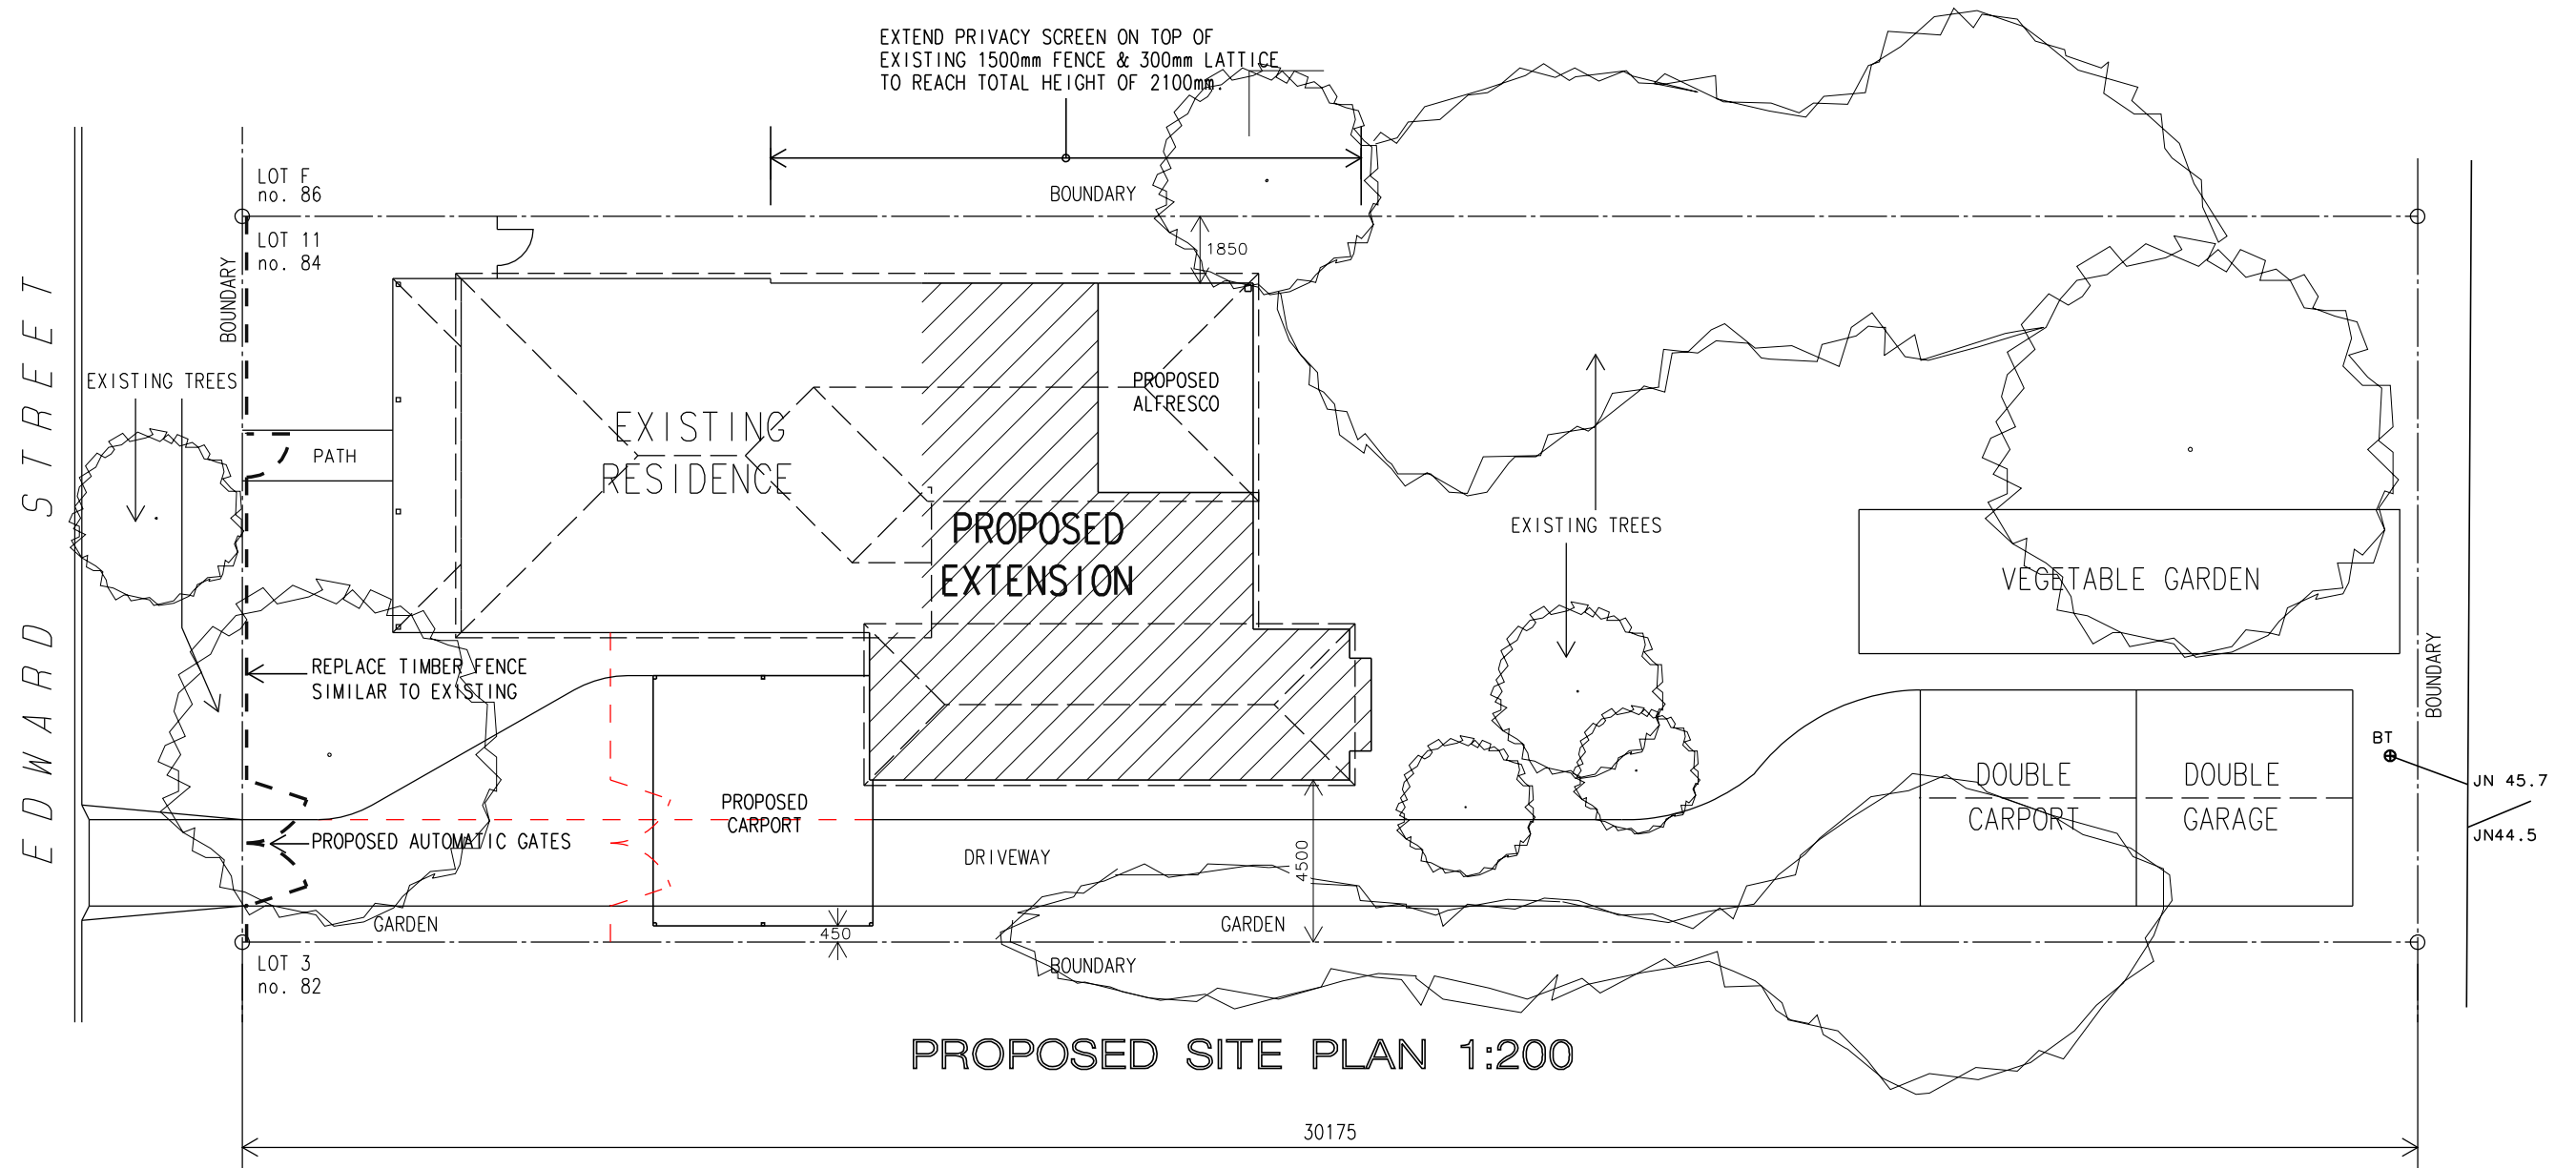 EXTEND PRIVACY SCREEN ON TOP OF
EXISTING 1500mm FENCE & 300mm LATTICE
TO REACH TOTAL HEIGHT OF 2100mm.
LOT F
no. 86
BOUNDARY
LOT 11
no. 84
1850
BOUNDARY
EDWARD STREET
EXISTING TREES
PATH
EXISTING
RESIDENCE
PROPOSED
ALFRESCO
PROPOSED
EXTENSION
EXISTING TREES
VEGETABLE GARDEN
BOUNDARY
REPLACE TIMBER FENCE
SIMILAR TO EXISTING
BT
JN 45.7
JN44.5
DOUBLE
CARPORT
DOUBLE
GARAGE
PROPOSED
CARPORT
PROPOSED AUTOMATIC GATES
DRIVEWAY
4500
GARDEN
450
GARDEN
LOT 3
no. 82
BOUNDARY
PROPOSED SITE PLAN 1:200
30175